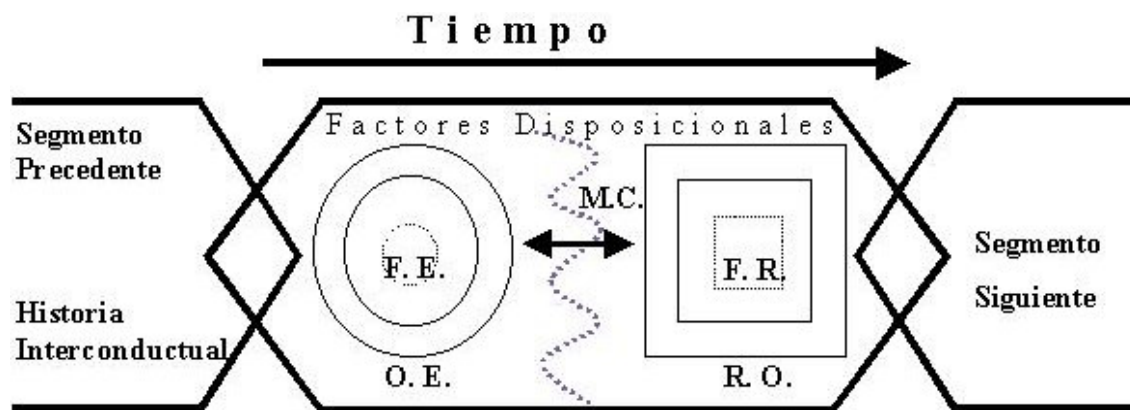 Tiempo
Factores Disposicionales
Segmento
Precedente
M.C.
F. E.
F. R.
Segmento
Siguiente
Historia
Interconductual
O. E.
R. O.